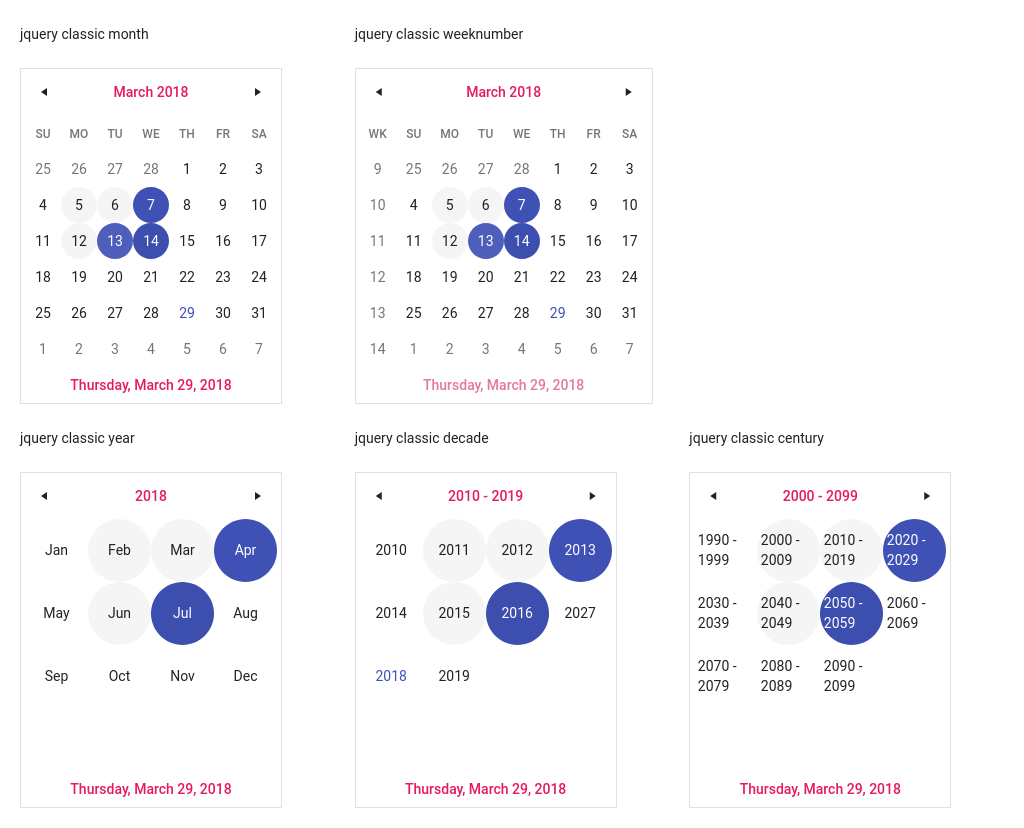 jquery classic month
March 2018
SU MO TU WE TH FR SA
25 26 27 28 1 2 3
4 5 6 7 8 9 10
11 12 13 14 15 16 17
18 19 20 21 22 23 24
25 26 27 28 29 30 31
1 2 3 4 5 6 7
Thursday, March 29, 2018
jquery classic weeknumber
March 2018
WK SU MO TU WE TH FR SA
9 25 26 27 28 1 2 3
10 4 5 6 7 8 9 10
11 11 12 13 14 15 16 17
12 18 19 20 21 22 23 24
13 25 26 27 28 29 30 31
14 1 2 3 4 5 6 7
Thursday, March 29, 2018
jquery classic year
2018
Jan Feb Mar Apr
May Jun Jul Aug
Sep Oct Nov Dec
Thursday, March 29, 2018
jquery classic decade
2010 - 2019
2010 2011 2012 2013
2014 2015 2016 2027
2018 2019
Thursday, March 29, 2018
jquery classic century
2000 - 2099
1990 - 2000 - 2010 - 2020 -
1999 2009 2019 2029
2030 - 2040 - 2050 - 2060 -
2039 2049 2059 2069
2070 - 2080 - 2090 -
2079 2089 2099
Thursday, March 29, 2018